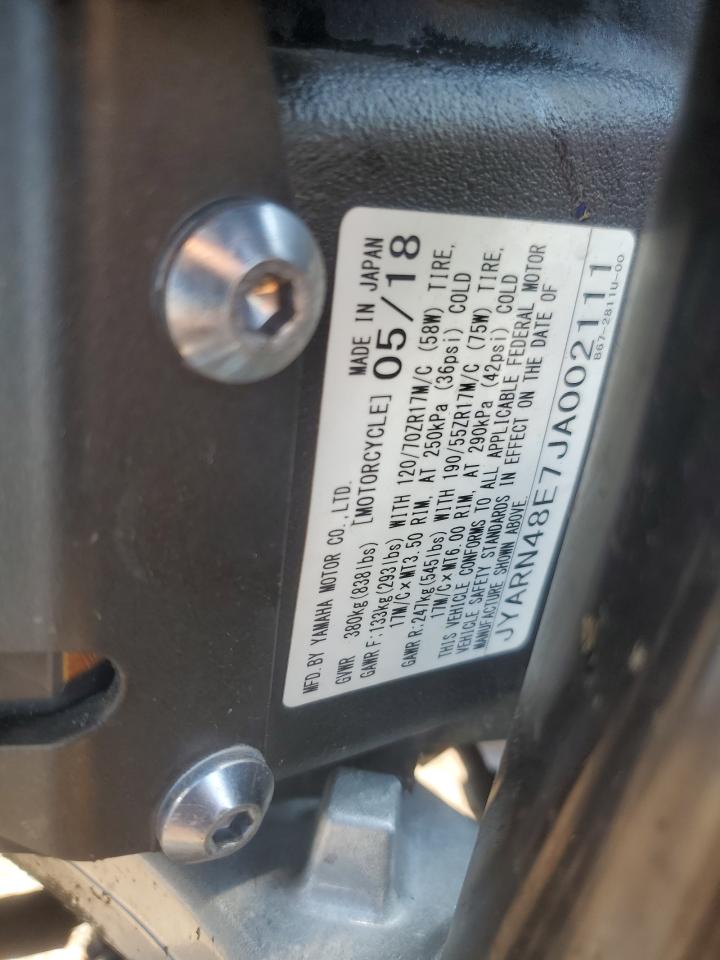 MFD.BY YAMAHA MOTOR CO.,LTD. MADE IN JAPAN
GVWR 380kg(838lbs) [MOTORCYCLE] 05/18
GAWR F:133kg(293lbs) WITH 120/70ZR17M/C (58W) TIRE,
17M/C×MT3.50 RIM, AT 250kPa (36psi) COLD
GAWR R:247kg(545lbs) WITH 190/55ZR17M/C (75W) TIRE,
17M/C×MT6.00 RIM, AT 290kPa (42psi) COLD
THIS VEHICLE CONFORMS TO ALL APPLICABLE FEDERAL MOTOR
VEHICLE SAFETY STANDARDS IN EFFECT ON THE DATE OF
MANUFACTURE SHOWN ABOVE.
JYARN48E7JA002111
B67-2811U-00